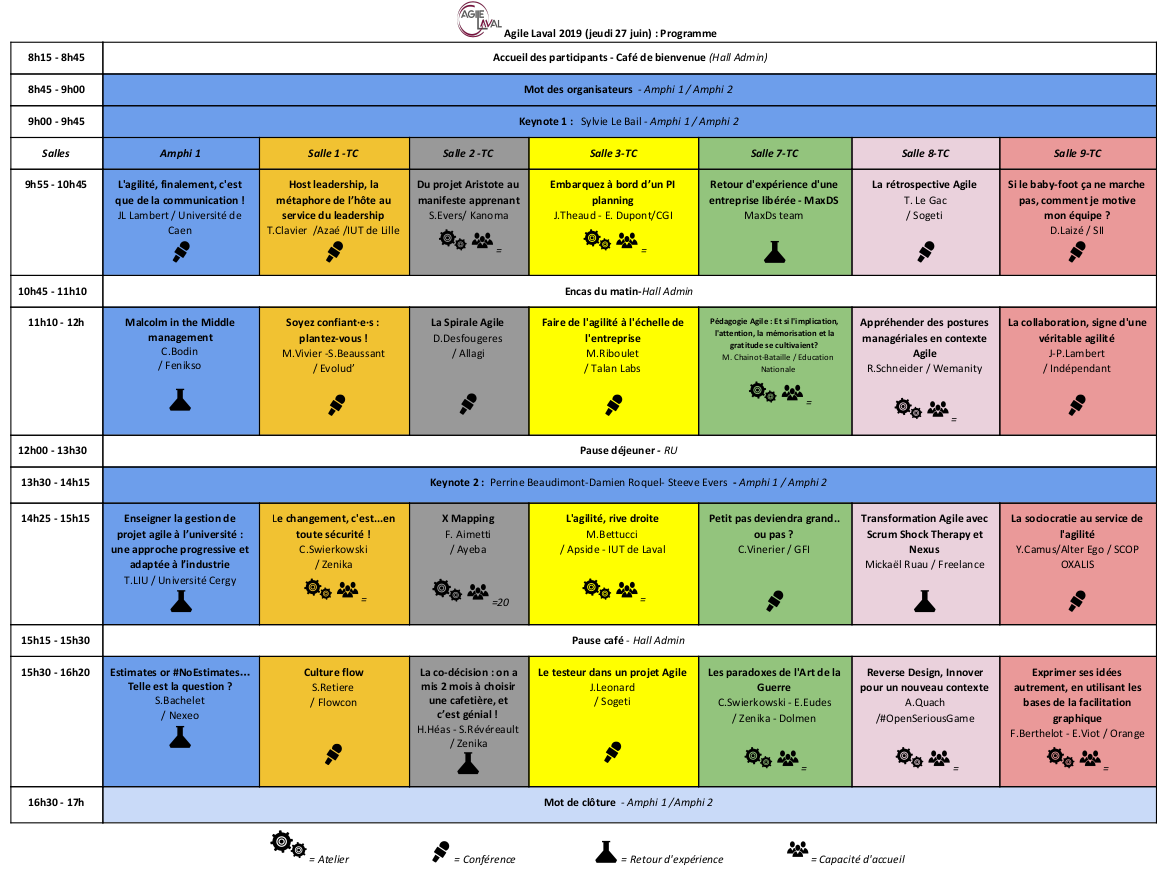 AGILE
LAVAL
Agile Laval 2019 (jeudi 27 juin) : Programme
8h15 - 8h45
Accueil des participants - Café de bienvenue (Hall Admin)
8h45 - 9h00
Mot des organisateurs - Amphi 1 / Amphi 2
9h00 - 9h45
Keynote 1 : Sylvie Le Bail - Amphi 1 / Amphi 2
Salles
Amphi 1
Salle 1 -TC
Salle 2 -TC
Salle 3-TC
Salle 7-TC
Salle 8-TC
Salle 9-TC
9h55 - 10h45
L'agilité, finalement, c'est
que de la communication !
JL Lambert / Université de
Caen
Host leadership, la
métaphore de l’hôte au
service du leadership
T.Clavier /Azaé /IUT de Lille
Du projet Aristote au
manifeste apprenant
S.Evers/ Kanoma
=
Embarquez à bord d’un PI
planning
J.Theaud - E. Dupont/CGI
=
Retour d'expérience d'une
entreprise libérée - MaxDS
MaxDs team
La rétrospective Agile
T. Le Gac
/ Sogeti
Si le baby-foot ça ne marche
pas, comment je motive
mon équipe ?
D.Laizé / SII
10h45 - 11h10
Encas du matin-Hall Admin
11h10 - 12h
Malcolm in the Middle
management
C.Bodin
/ Fenikso
Soyez confiant·e·s :
plantez-vous !
M.Vivier -S.Beaussant
/ Evolud’
La Spirale Agile
D.Desfougeres
/ Allagi
Faire de l'agilité à l'échelle de
l'entreprise
M.Riboulet
/ Talan Labs
Pédagogie Agile : Et si l'implication,
l'attention, la mémorisation et la
gratitude se cultivaient?
M. Chainot-Bataille / Education
Nationale
=
Appréhender des postures
managériales en contexte
Agile
R.Schneider / Wemanity
=
La collaboration, signe d'une
véritable agilité
J-P.Lambert
/ Indépendant
12h00 - 13h30
Pause déjeuner - RU
13h30 - 14h15
Keynote 2 : Perrine Beaudimont-Damien Roquel- Steeve Evers - Amphi 1 / Amphi 2
14h25 - 15h15
Enseigner la gestion de
projet agile à l’université :
une approche progressive et
adaptée à l’industrie
T.LIU / Université Cergy
Le changement, c'est...en
toute sécurité !
C.Swierkowski
/ Zenika
=
X Mapping
F. Aimetti
/ Ayeba
=20
L'agilité, rive droite
M.Bettucci
/ Apside - IUT de Laval
=
Petit pas deviendra grand..
ou pas ?
C.Vinerier / GFI
Transformation Agile avec
Scrum Shock Therapy et
Nexus
Mickaël Ruau / Freelance
La sociocratie au service de
l'agilité
Y.Camus/Alter Ego / SCOP
OXALIS
15h15 - 15h30
Pause café - Hall Admin
15h30 - 16h20
Estimates or #NoEstimates...
Telle est la question ?
S.Bachelet
/ Nexeo
Culture flow
S.Retiere
/ Flowcon
La co-décision : on a
mis 2 mois à choisir
une cafetière, et
c’est génial !
H.Héas - S.Révéreault
/ Zenika
Le testeur dans un projet Agile
J.Leonard
/ Sogeti
Les paradoxes de l'Art de la
Guerre
C.Swierkowski - E.Eudes
/ Zenika - Dolmen
=
Reverse Design, Innover
pour un nouveau contexte
A.Quach
/#OpenSeriousGame
=
Exprimer ses idées
autrement, en utilisant les
bases de la facilitation
graphique
F.Berthelot - E.Viot / Orange
=
16h30 - 17h
Mot de clôture - Amphi 1 /Amphi 2
= Atelier
= Conférence
= Retour d’expérience
= Capacité d'accueil